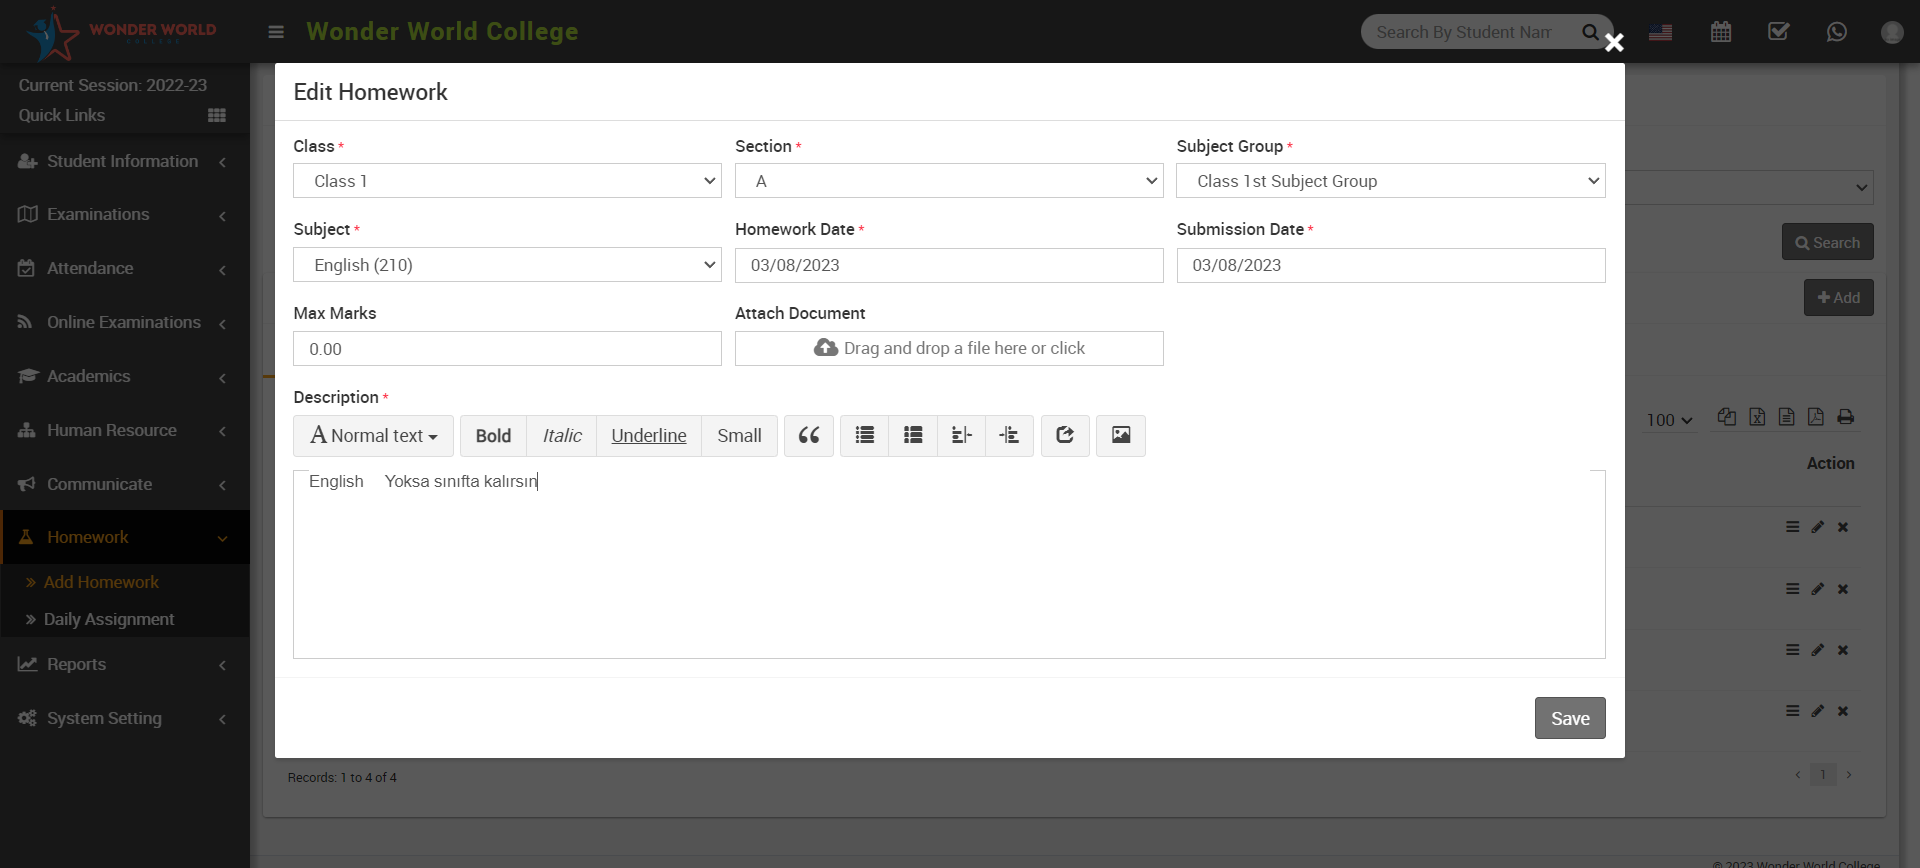 WONDER WORLD
COLLEGE
Wonder World College
Search By Student Nam
Current Session: 2022-23
Quick Links
Student Information
Examinations
Attendance
Online Examinations
Academics
Human Resource
Communicate
Homework
Add Homework
Daily Assignment
Reports
System Setting
Edit Homework
Class *
Section *
Subject Group *
Class 1
A
Class 1st Subject Group
Subject *
Homework Date *
Submission Date *
English (210)
03/08/2023
03/08/2023
Max Marks
Attach Document
0.00
Drag and drop a file here or click
Description *
A Normal text
Bold
Italic
Underline
Small
English Yoksa sınıfta kalırsın
Save
Search
+ Add
100
Action
Records: 1 to 4 of 4
1
© 2023 Wonder World College